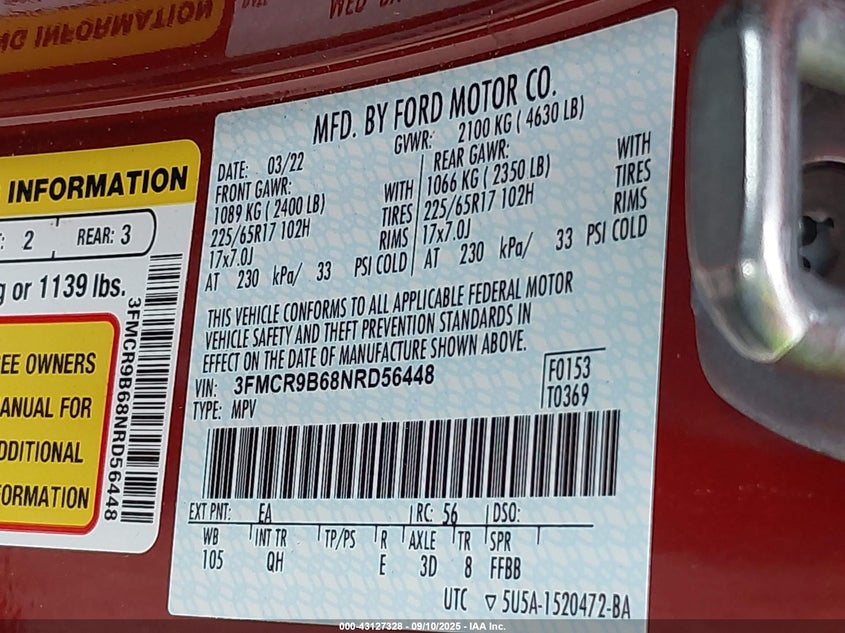 NG INFORMATION
INFORMATION
: 2 REAR: 3
g or 1139 lbs.
EE OWNERS
ANUAL FOR
DDITIONAL
FORMATION
3FMCR9B68NRD56448
MFD. BY FORD MOTOR CO.
DATE: 03/22 GVWR: 2100 KG ( 4630 LB)
FRONT GAWR: REAR GAWR:
1089 KG ( 2400 LB) WITH 1066 KG ( 2350 LB) WITH
225/65R17 102H TIRES 225/65R17 102H TIRES
17x7.0J RIMS 17x7.0J RIMS
AT 230 kPa/ 33 PSI COLD AT 230 kPa/ 33 PSI COLD
THIS VEHICLE CONFORMS TO ALL APPLICABLE FEDERAL MOTOR
VEHICLE SAFETY AND THEFT PREVENTION STANDARDS IN
EFFECT ON THE DATE OF MANUFACTURE SHOWN ABOVE.
VIN: 3FMCR9B68NRD56448 F0153
TYPE: MPV T0369
EXT PNT: EA RC: 56 DSO:
WB INT TR TP/PS R AXLE TR SPR
105 QH E 3D 8 FFBB
UTC ▽ 5U5A-1520472-BA
000-43127328 - 09/10/2025 - IAA Inc.